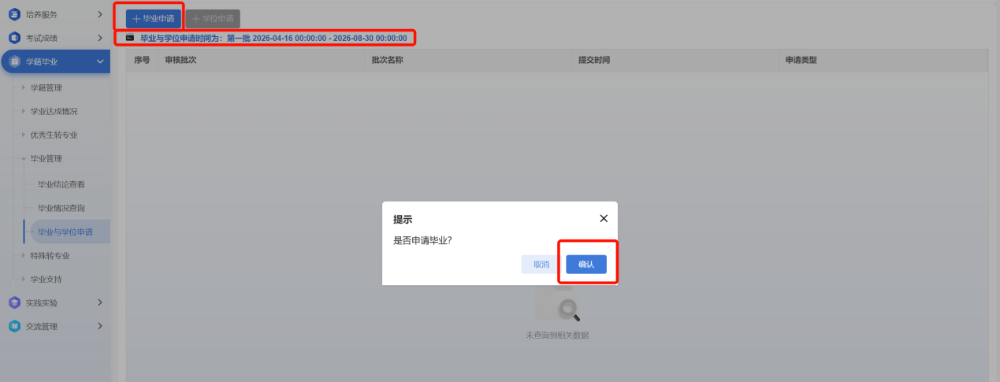 培养服务
考试成绩
学籍毕业
学籍管理
学业达成情况
优秀生转专业
毕业管理
毕业结论查看
毕业情况查询
毕业与学位申请
特殊转专业
学业支持
实践实验
交流管理
+ 毕业申请 + 学位申请
毕业与学位申请时间为：第一批 2026-04-16 00:00:00 - 2026-08-30 00:00:00
序号 审核批次 批次名称 提交时间 申请类型
提示
是否申请毕业?
取消 确认
未查询到相关数据